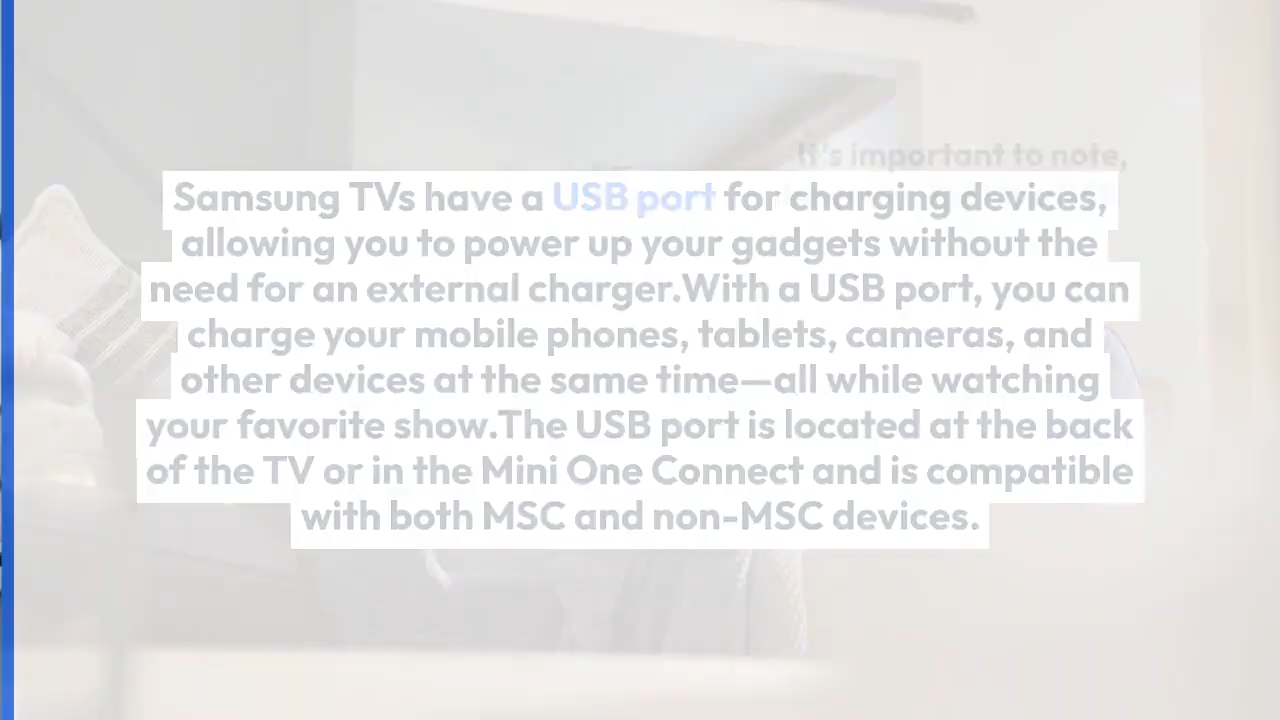 It's important to note,
Samsung TVs have a USB port for charging devices,
allowing you to power up your gadgets without the
need for an external charger.With a USB port, you can
charge your mobile phones, tablets, cameras, and
other devices at the same time—all while watching
your favorite show.The USB port is located at the back
of the TV or in the Mini One Connect and is compatible
with both MSC and non-MSC devices.